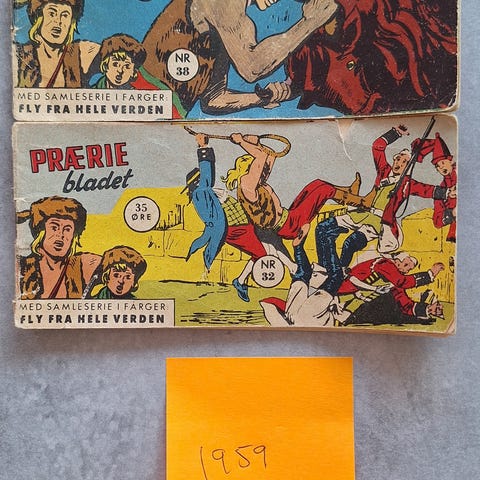 NR
38
MED SAMLESERIE I FARGER:
FLY FRA HELE VERDEN
PRÆRIE
bladet
35
ØRE
NR
32
MED SAMLESERIE I FARGER:
FLY FRA HELE VERDEN
1959